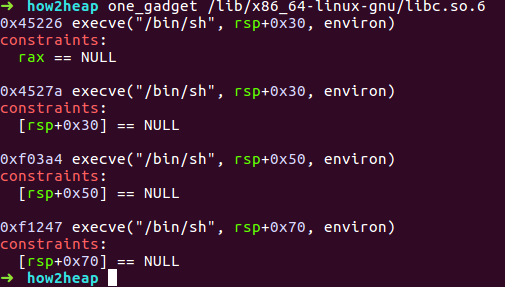 ➜ how2heap one_gadget /lib/x86_64-linux-gnu/libc.so.6
0x45226 execve("/bin/sh", rsp+0x30, environ)
constraints:
  rax == NULL

0x4527a execve("/bin/sh", rsp+0x30, environ)
constraints:
  [rsp+0x30] == NULL

0xf03a4 execve("/bin/sh", rsp+0x50, environ)
constraints:
  [rsp+0x50] == NULL

0xf1247 execve("/bin/sh", rsp+0x70, environ)
constraints:
  [rsp+0x70] == NULL
➜ how2heap